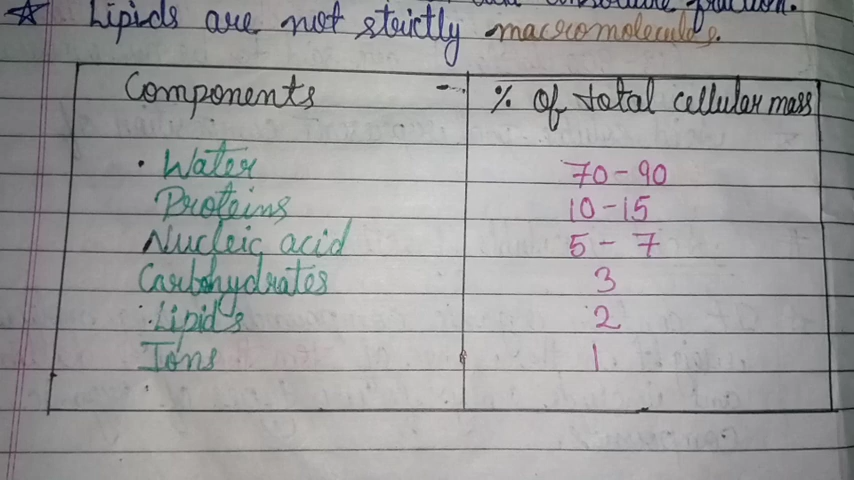 fraction.
☆ Lipids are not strictly macromolecules.
Components % Of total cellular mass
Water 70-90
Proteins 10-15
Nucleic acid 5-7
Carbohydrates 3
Lipids 2
Ions 1